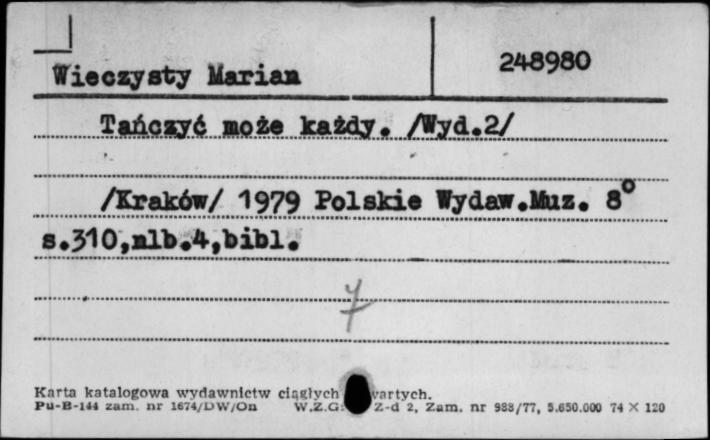 Wieczysty Marian 248980
Tańczyć może każdy. /Wyd.2/
/Kraków/ 1979 Polskie Wydaw.Muz. 8°
s.310,nlb.4,bibl.
7
Karta katalogowa wydawnictw ciągłych
Pu-B-144 zam. nr 1674/DW/On W.Z.G. Z-d 2, Zam. nr 988/77, 5.650.000 74 X 120